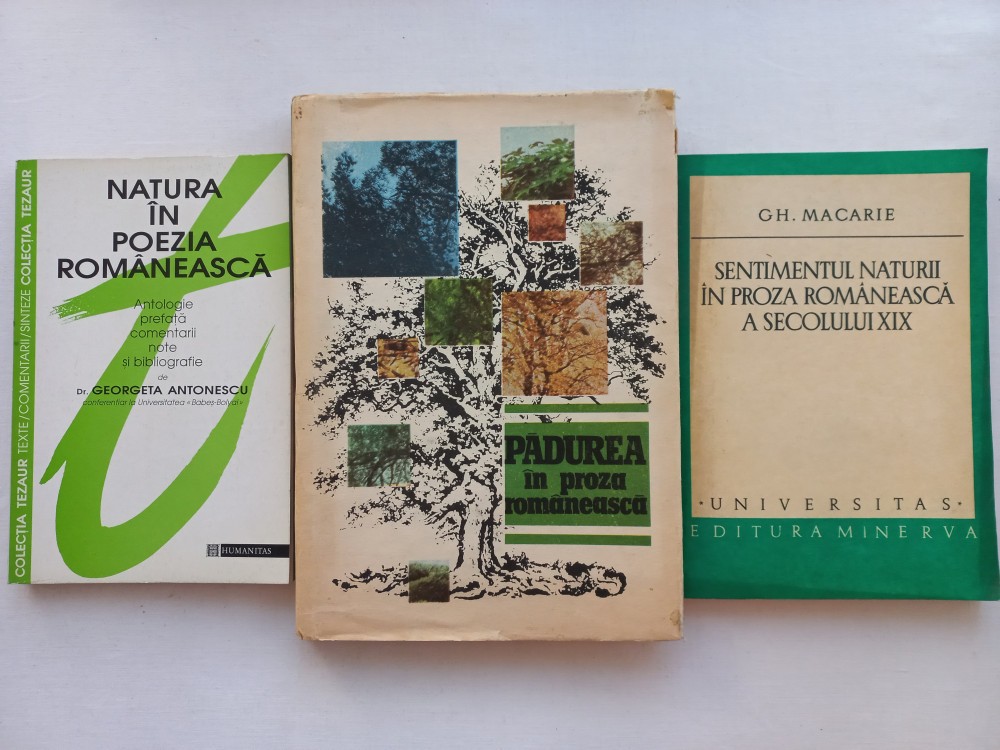 COLECȚIA TEZAUR TEXTE/COMENTARII/SINTEZE COLECȚIA TEZAUR
NATURA
ÎN
POEZIA
ROMÂNEASCĂ
Antologie
prefață
comentarii
note
și bibliografie
de
Dr. GEORGETA ANTONESCU
conferențiar la Universitatea «Babeș-Bolyai»
HUMANITAS
PĂDUREA
în proza
românească
GH. MACARIE
SENTIMENTUL NATURII
ÎN PROZA ROMÂNEASCĂ
A SECOLULUI XIX
·UNIVERSITAS·
EDITURA MINERVA